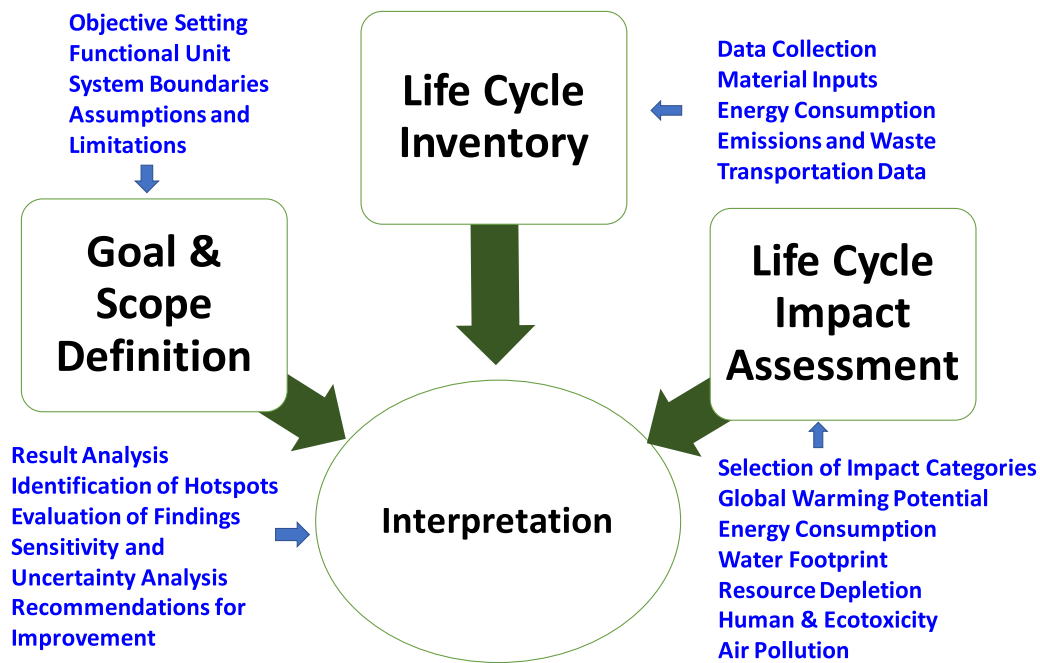 Objective Setting
Functional Unit
System Boundaries
Assumptions and
Limitations
Life Cycle
Inventory
Data Collection
Material Inputs
Energy Consumption
Emissions and Waste
Transportation Data
Goal &
Scope
Definition
Life Cycle
Impact
Assessment
Result Analysis
Identification of Hotspots
Evaluation of Findings
Sensitivity and
Uncertainty Analysis
Recommendations for
Improvement
Interpretation
Selection of Impact Categories
Global Warming Potential
Energy Consumption
Water Footprint
Resource Depletion
Human & Ecotoxicity
Air Pollution